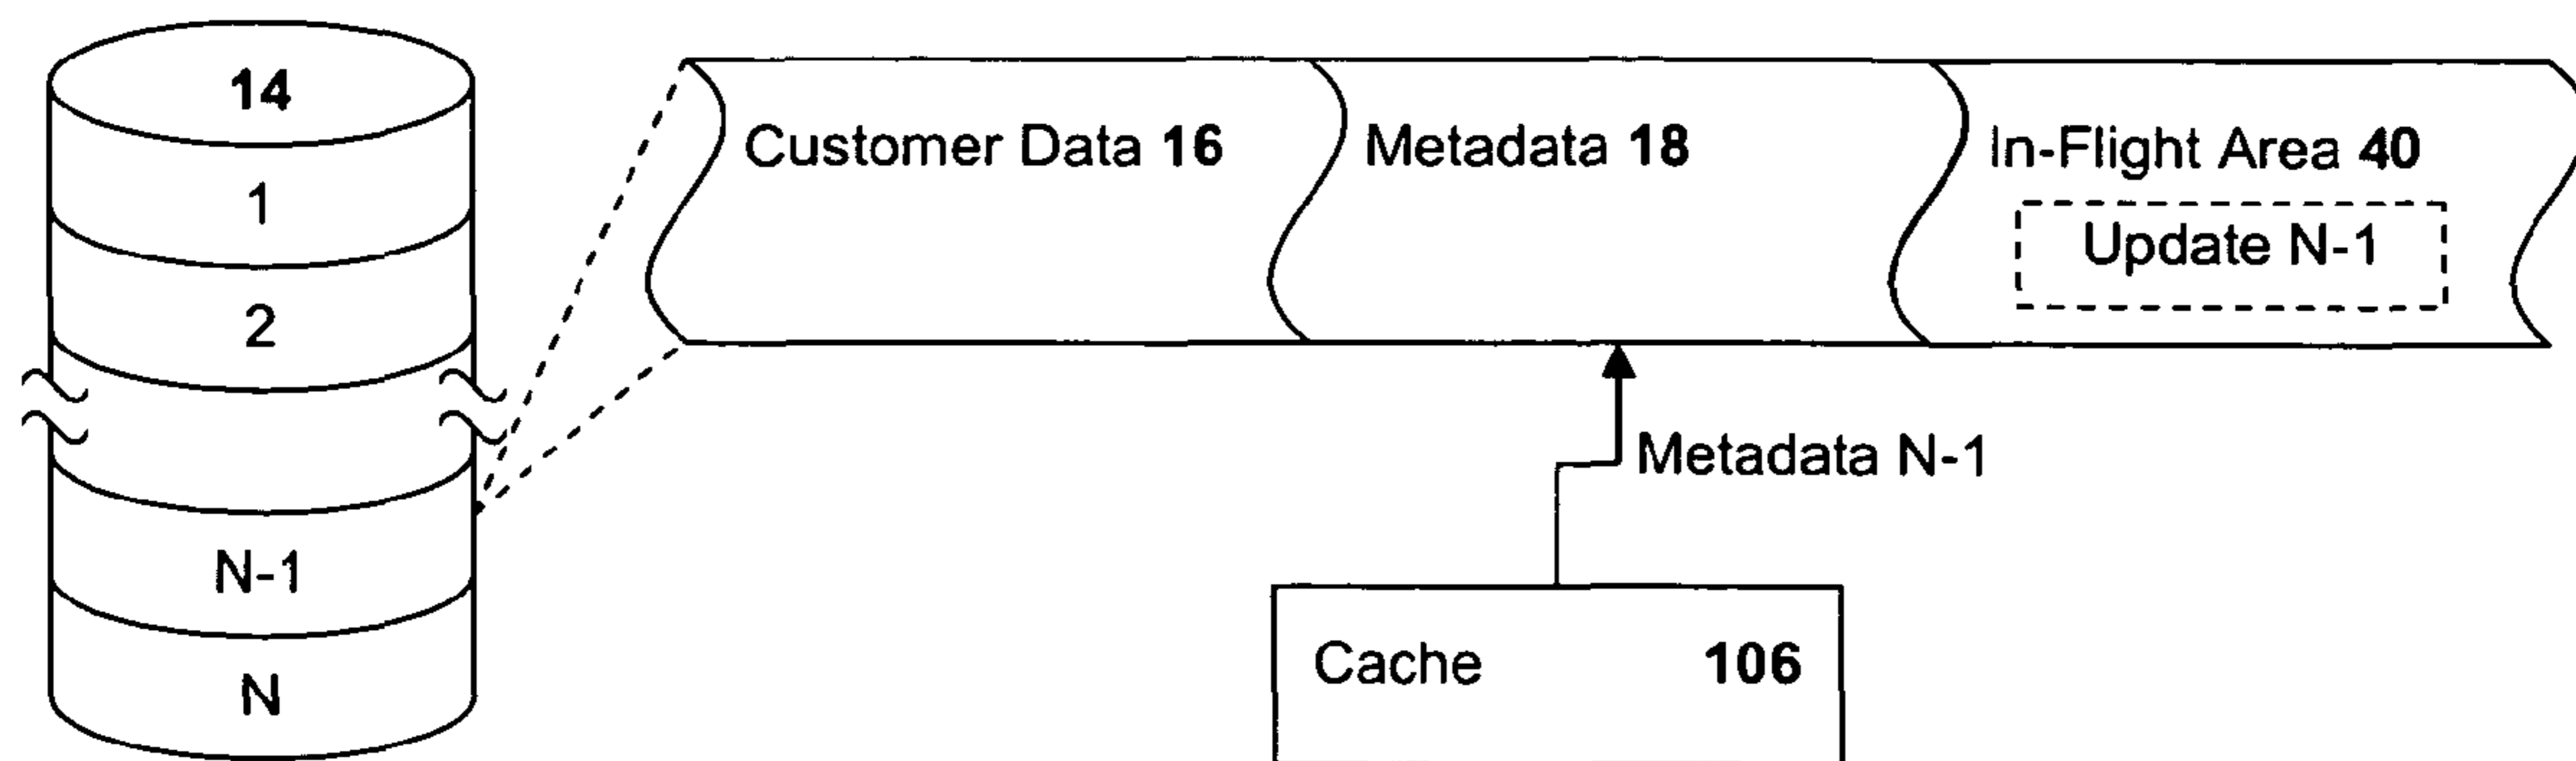 14
1
2
N-1
N
Customer Data 16
Metadata 18
In-Flight Area 40
Update N-1
Metadata N-1
Cache 106